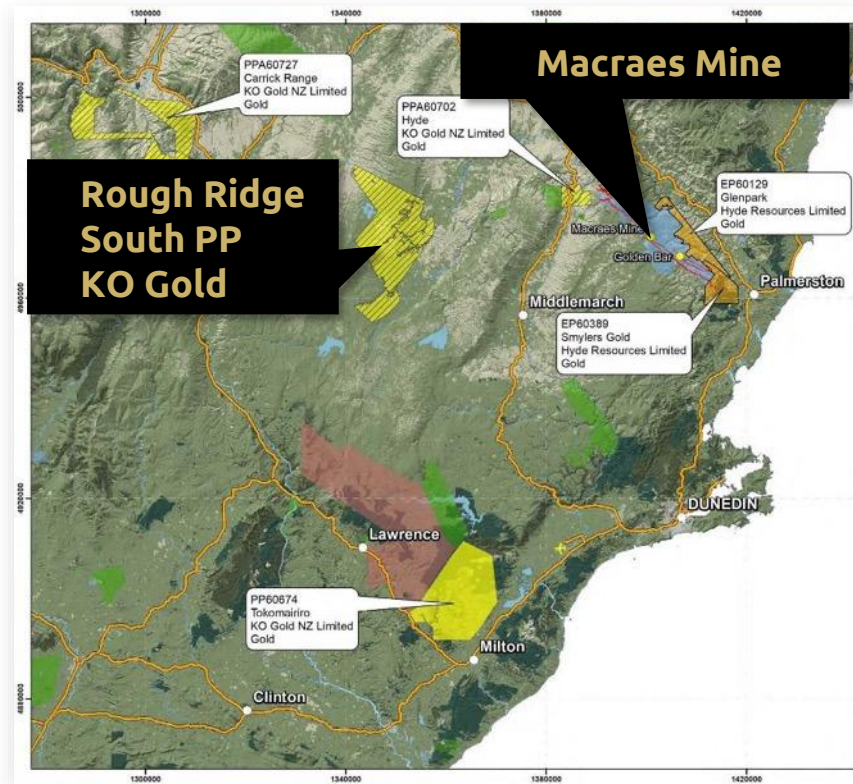 1300000
1340000
1380000
1420000
PPA60727
Carrick Range
KO Gold NZ Limited
Gold
Macraes Mine
PPA60702
Hyde
KO Gold NZ Limited
Gold
Rough Ridge
South PP
KO Gold
EP60129
Glenpark
Hyde Resources Limited
Gold
Macraes Mine
Golden Bar
Palmerston
Middlemarch
EP60389
Smylers Gold
Hyde Resources Limited
Gold
4960000
4920000
DUNEDIN
Lawrence
PP60674
Tokomairiro
KO Gold NZ Limited
Gold
Milton
Clinton
1300000
1340000
1380000
1420000